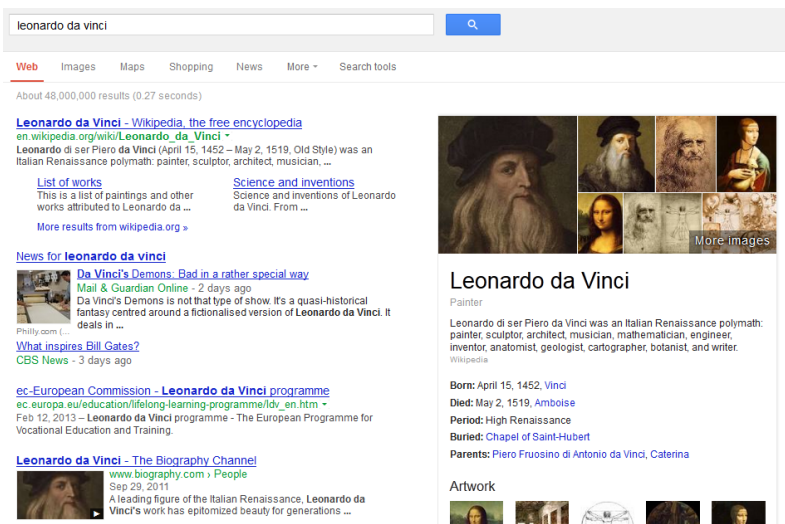 leonardo da vinci
Web Images Maps Shopping News More Search tools
About 48,000,000 results (0.27 seconds)
Leonardo da Vinci - Wikipedia, the free encyclopedia
en.wikipedia.org/wiki/Leonardo_da_Vinci
Leonardo di ser Piero da Vinci (April 15, 1452 – May 2, 1519, Old Style) was an
Italian Renaissance polymath: painter, sculptor, architect, musician, ...
List of works
This is a list of paintings and other
works attributed to Leonardo da ...
Science and inventions
Science and inventions of Leonardo
da Vinci. From ...
More results from wikipedia.org »
News for leonardo da vinci
Da Vinci's Demons: Bad in a rather special way
Mail & Guardian Online - 2 days ago
Da Vinci's Demons is not that type of show. It's a quasi-historical
fantasy centred around a fictionalised version of Leonardo da Vinci. It
deals in ...
Philly.com (...
What inspires Bill Gates?
CBS News - 3 days ago
ec-European Commission - Leonardo da Vinci programme
ec.europa.eu/education/lifelong-learning-programme/ldv_en.htm
Feb 12, 2013 – Leonardo da Vinci programme - The European Programme for
Vocational Education and Training.
Leonardo da Vinci - The Biography Channel
www.biography.com › People
Sep 29, 2011
A leading figure of the Italian Renaissance, Leonardo da
Vinci's work has epitomized beauty for generations ...
More images
Leonardo da Vinci
Painter
Leonardo di ser Piero da Vinci was an Italian Renaissance polymath:
painter, sculptor, architect, musician, mathematician, engineer,
inventor, anatomist, geologist, cartographer, botanist, and writer.
Wikipedia
Born: April 15, 1452, Vinci
Died: May 2, 1519, Amboise
Period: High Renaissance
Buried: Chapel of Saint-Hubert
Parents: Piero Fruosino di Antonio da Vinci, Caterina
Artwork